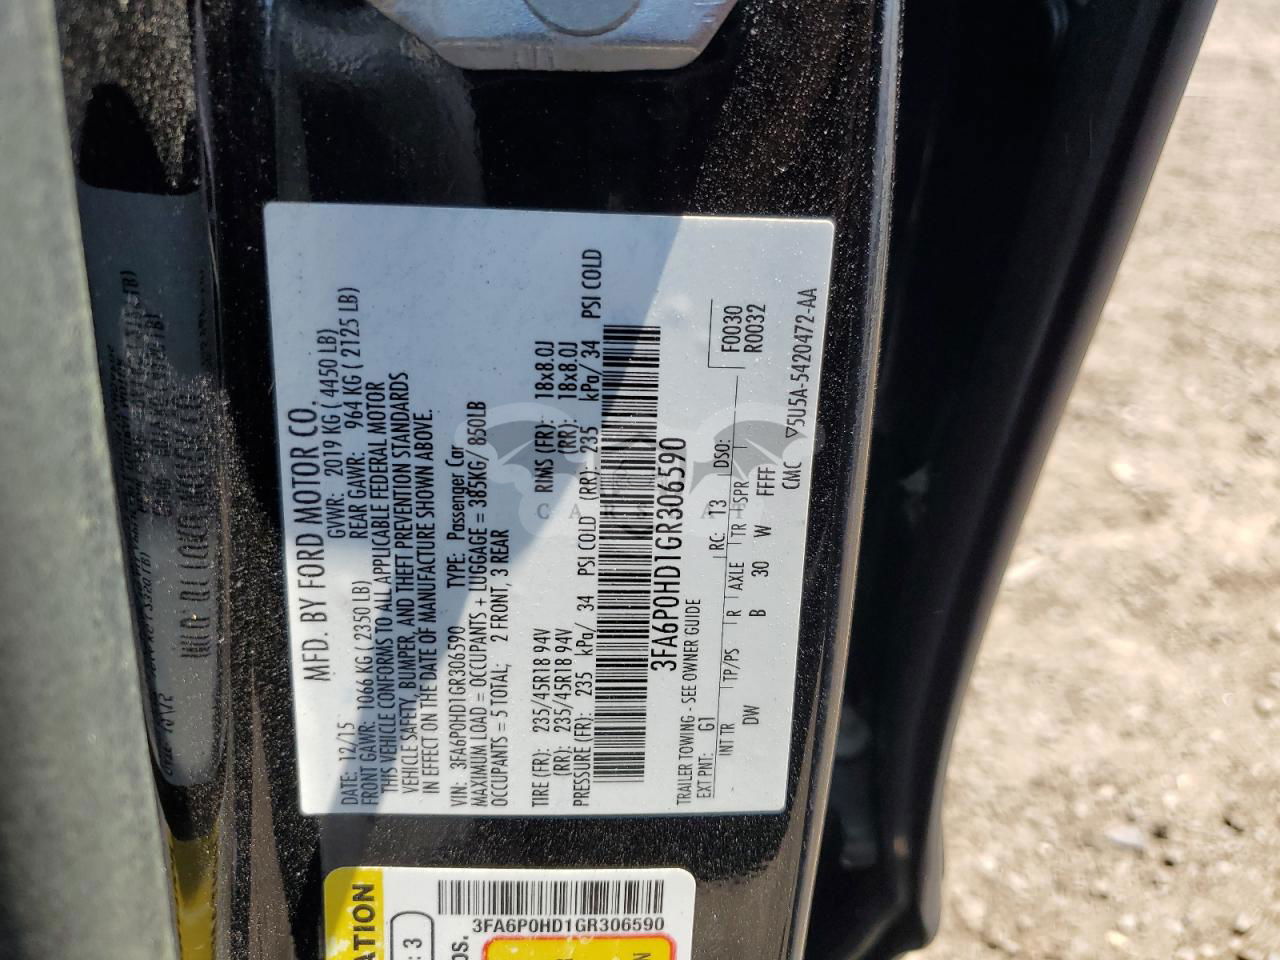 MFD. BY FORD MOTOR CO.
DATE: 12/15 GVWR: 2019 KG ( 4450 LB)
FRONT GAWR: 1066 KG ( 2350 LB) REAR GAWR: 964 KG ( 2125 LB)
THIS VEHICLE CONFORMS TO ALL APPLICABLE FEDERAL MOTOR
VEHICLE SAFETY, BUMPER, AND THEFT PREVENTION STANDARDS
IN EFFECT ON THE DATE OF MANUFACTURE SHOWN ABOVE.
VIN: 3FA6P0HD1GR306590 TYPE: Passenger Car
MAXIMUM LOAD = OCCUPANTS + LUGGAGE = 385KG/ 850LB
OCCUPANTS = 5 TOTAL; 2 FRONT, 3 REAR
TIRE (FR): 235/45R18 94V RIMS (FR): 18x8.0J
(RR): 235/45R18 94V (RR): 18x8.0J
PRESSURE (FR): 235 kPa/ 34 PSI COLD (RR): 235 kPa/ 34 PSI COLD
3FA6P0HD1GR306590
TRAILER TOWING - SEE OWNER GUIDE
EXT PNT: G1 RC: 13 DSO: F0030
R0032
INT TR TP/PS R AXLE TR SPR
DW B 30 W FFFF
CMC ▽5U5A-5420472-AA
3FA6P0HD1GR306590
ATION
: 3